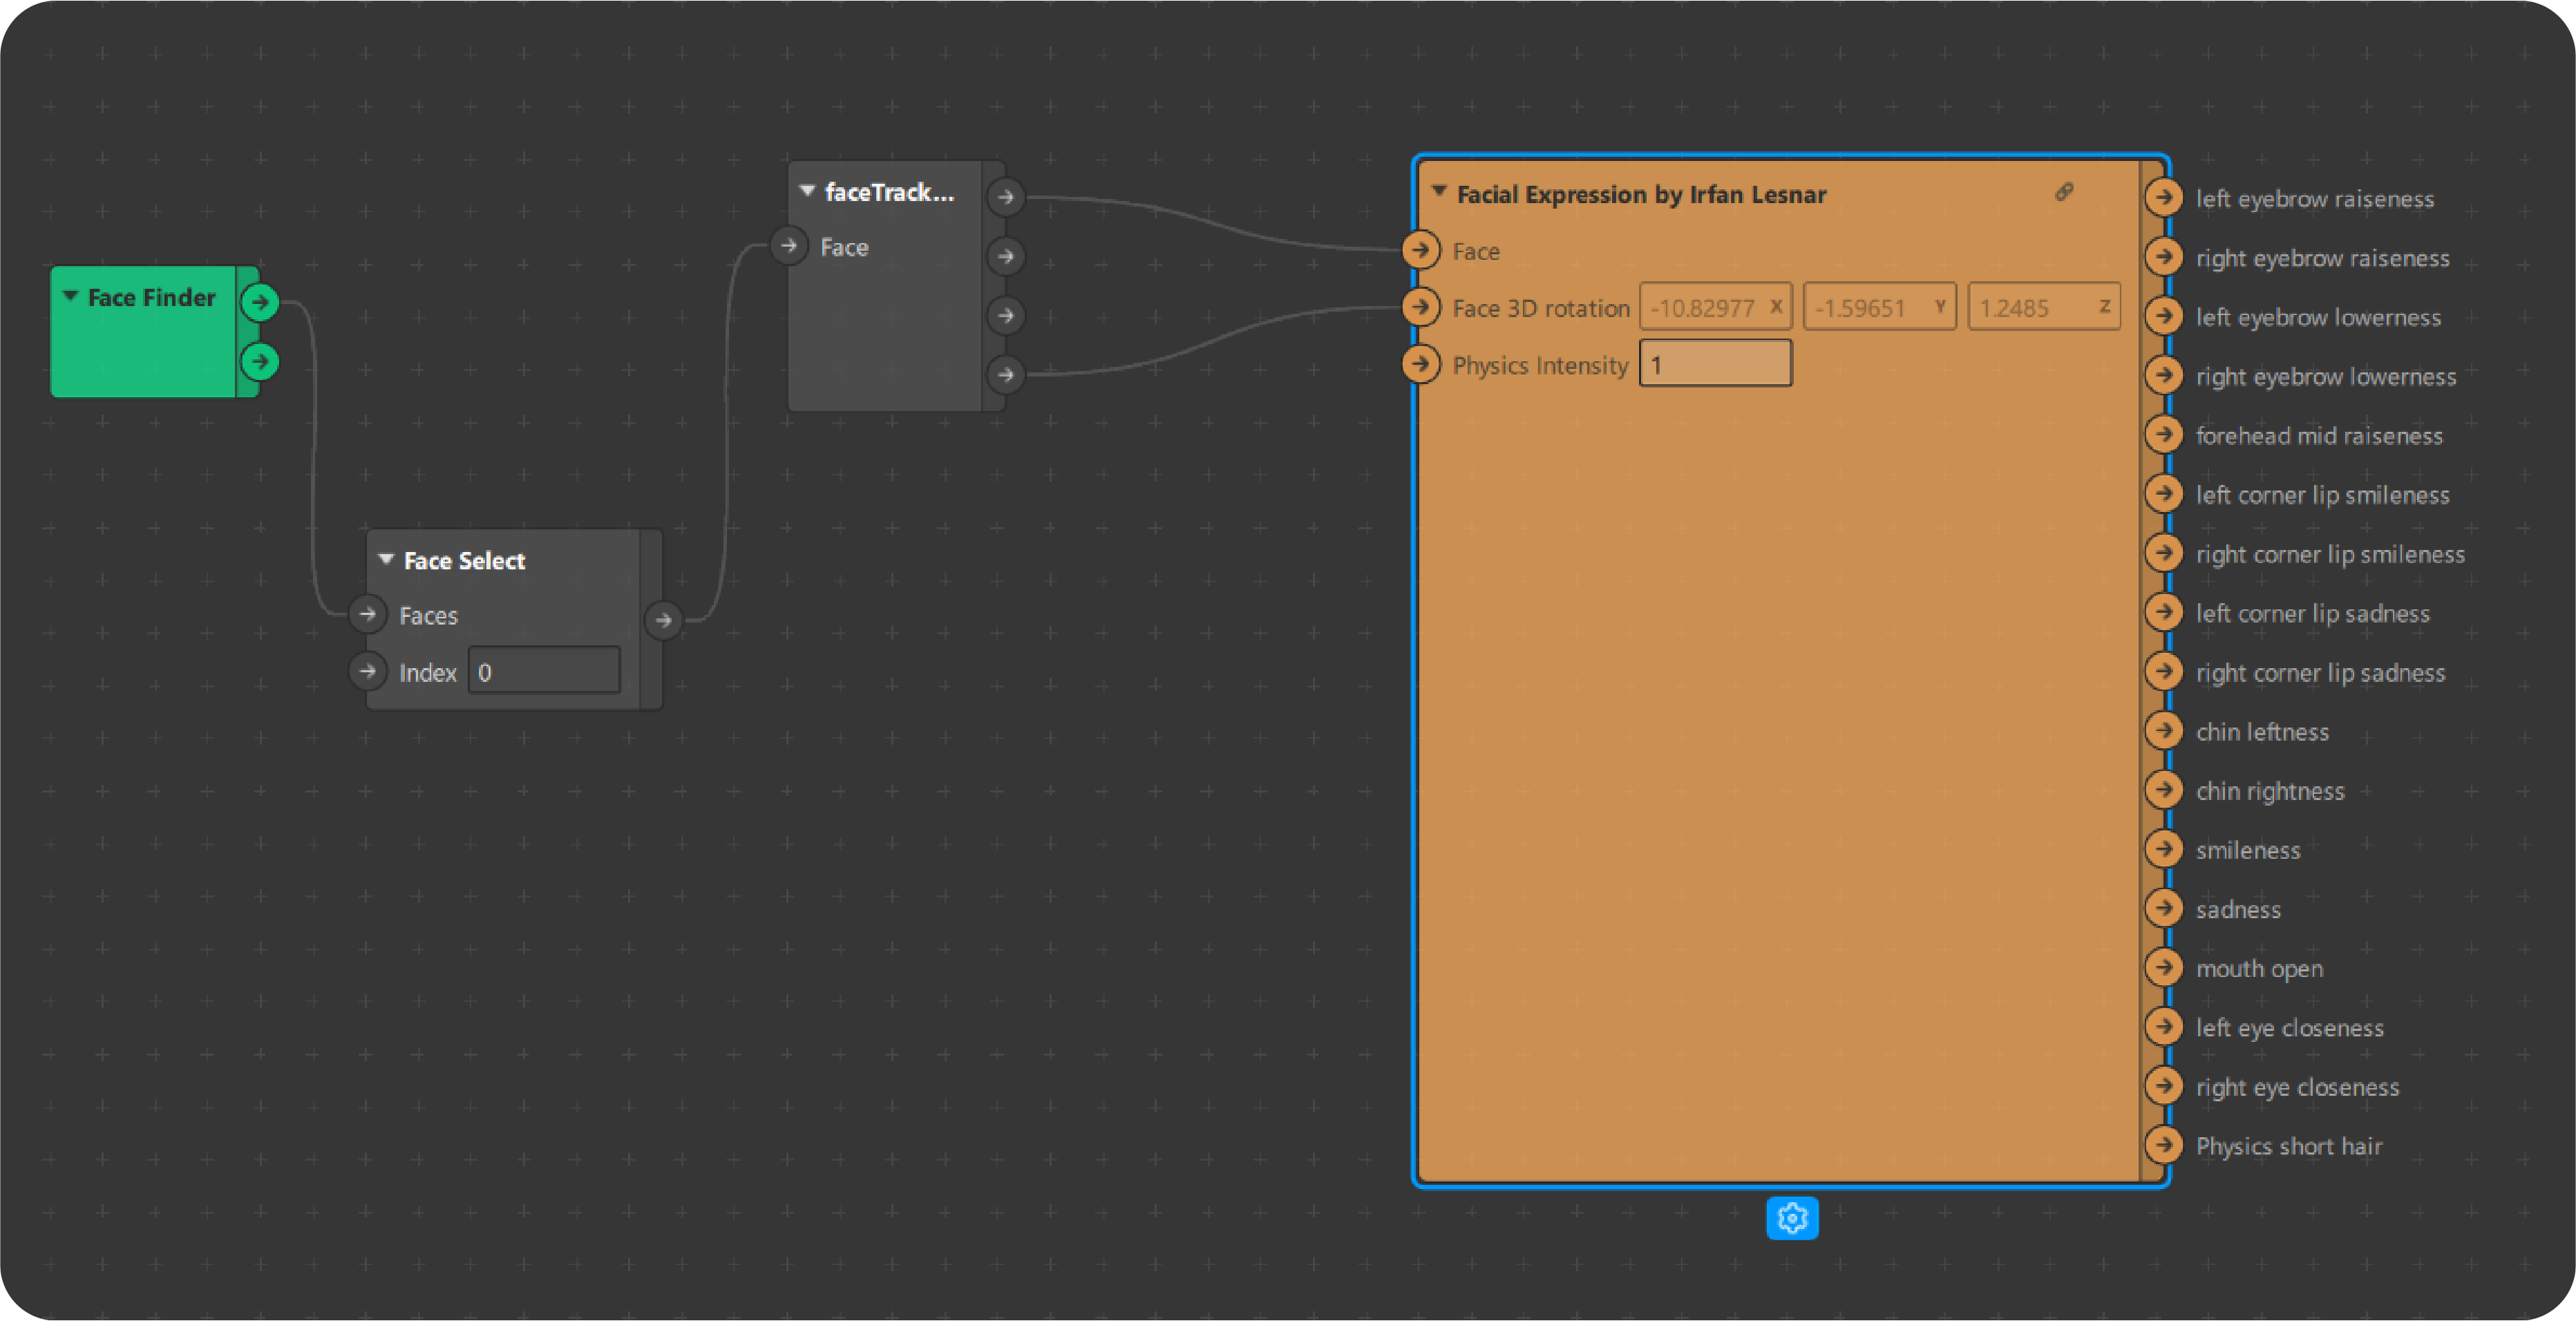 Face Finder
Face Select
Faces
Index 0
faceTrack...
Face
Facial Expression by Irfan Lesnar
Face
Face 3D rotation -10.82977 X -1.59651 Y 1.2485 Z
Physics Intensity 1
left eyebrow raiseness
right eyebrow raiseness
left eyebrow lowerness
right eyebrow lowerness
forehead mid raiseness
left corner lip smileness
right corner lip smileness
left corner lip sadness
right corner lip sadness
chin leftness
chin rightness
smileness
sadness
mouth open
left eye closeness
right eye closeness
Physics short hair